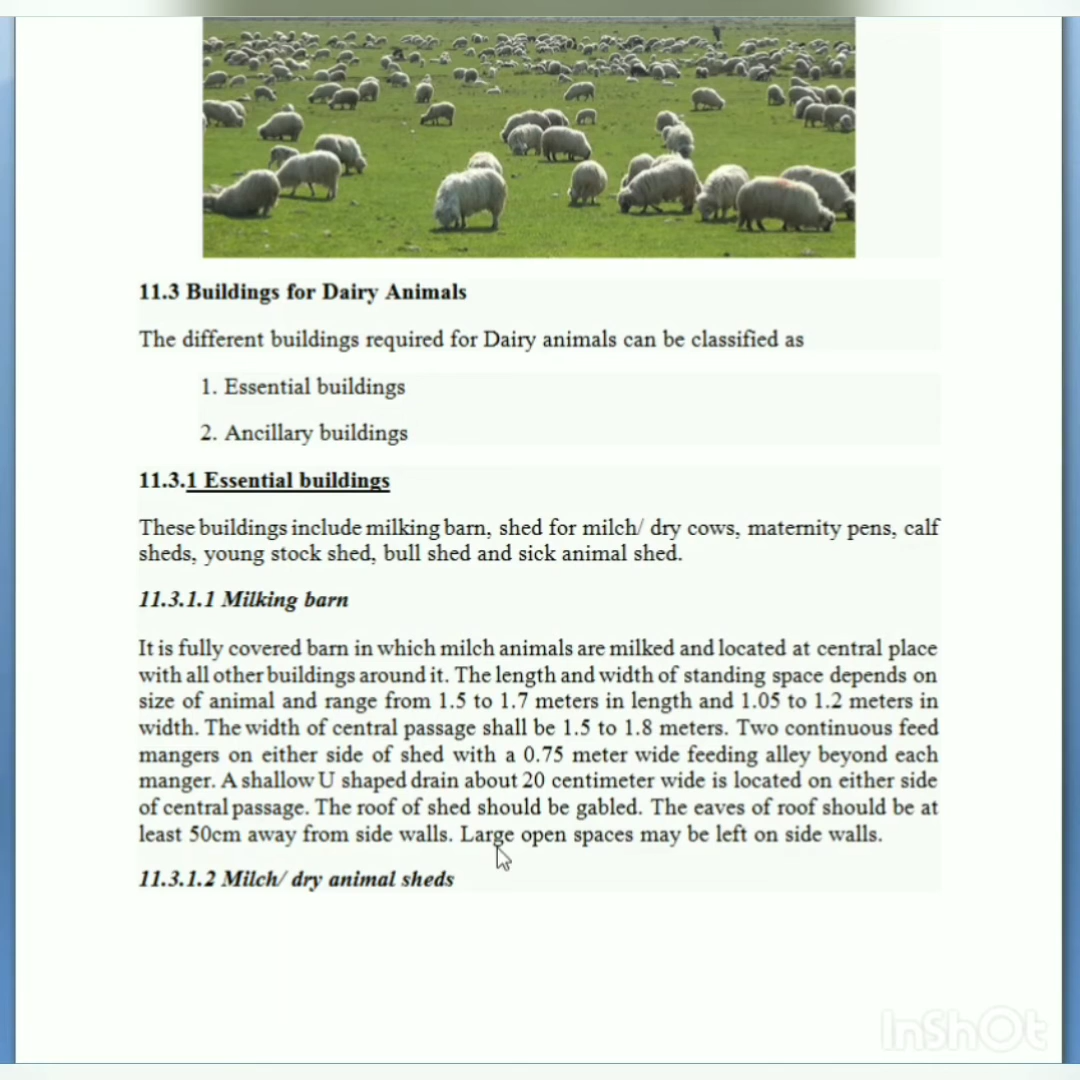 11.3 Buildings for Dairy Animals
The different buildings required for Dairy animals can be classified as
1. Essential buildings
2. Ancillary buildings
11.3.1 Essential buildings
These buildings include milking barn, shed for milch/ dry cows, maternity pens, calf
sheds, young stock shed, bull shed and sick animal shed.
11.3.1.1 Milking barn
It is fully covered barn in which milch animals are milked and located at central place
with all other buildings around it. The length and width of standing space depends on
size of animal and range from 1.5 to 1.7 meters in length and 1.05 to 1.2 meters in
width. The width of central passage shall be 1.5 to 1.8 meters. Two continuous feed
mangers on either side of shed with a 0.75 meter wide feeding alley beyond each
manger. A shallow U shaped drain about 20 centimeter wide is located on either side
of central passage. The roof of shed should be gabled. The eaves of roof should be at
least 50cm away from side walls. Large open spaces may be left on side walls.
11.3.1.2 Milch/ dry animal sheds
InShOt